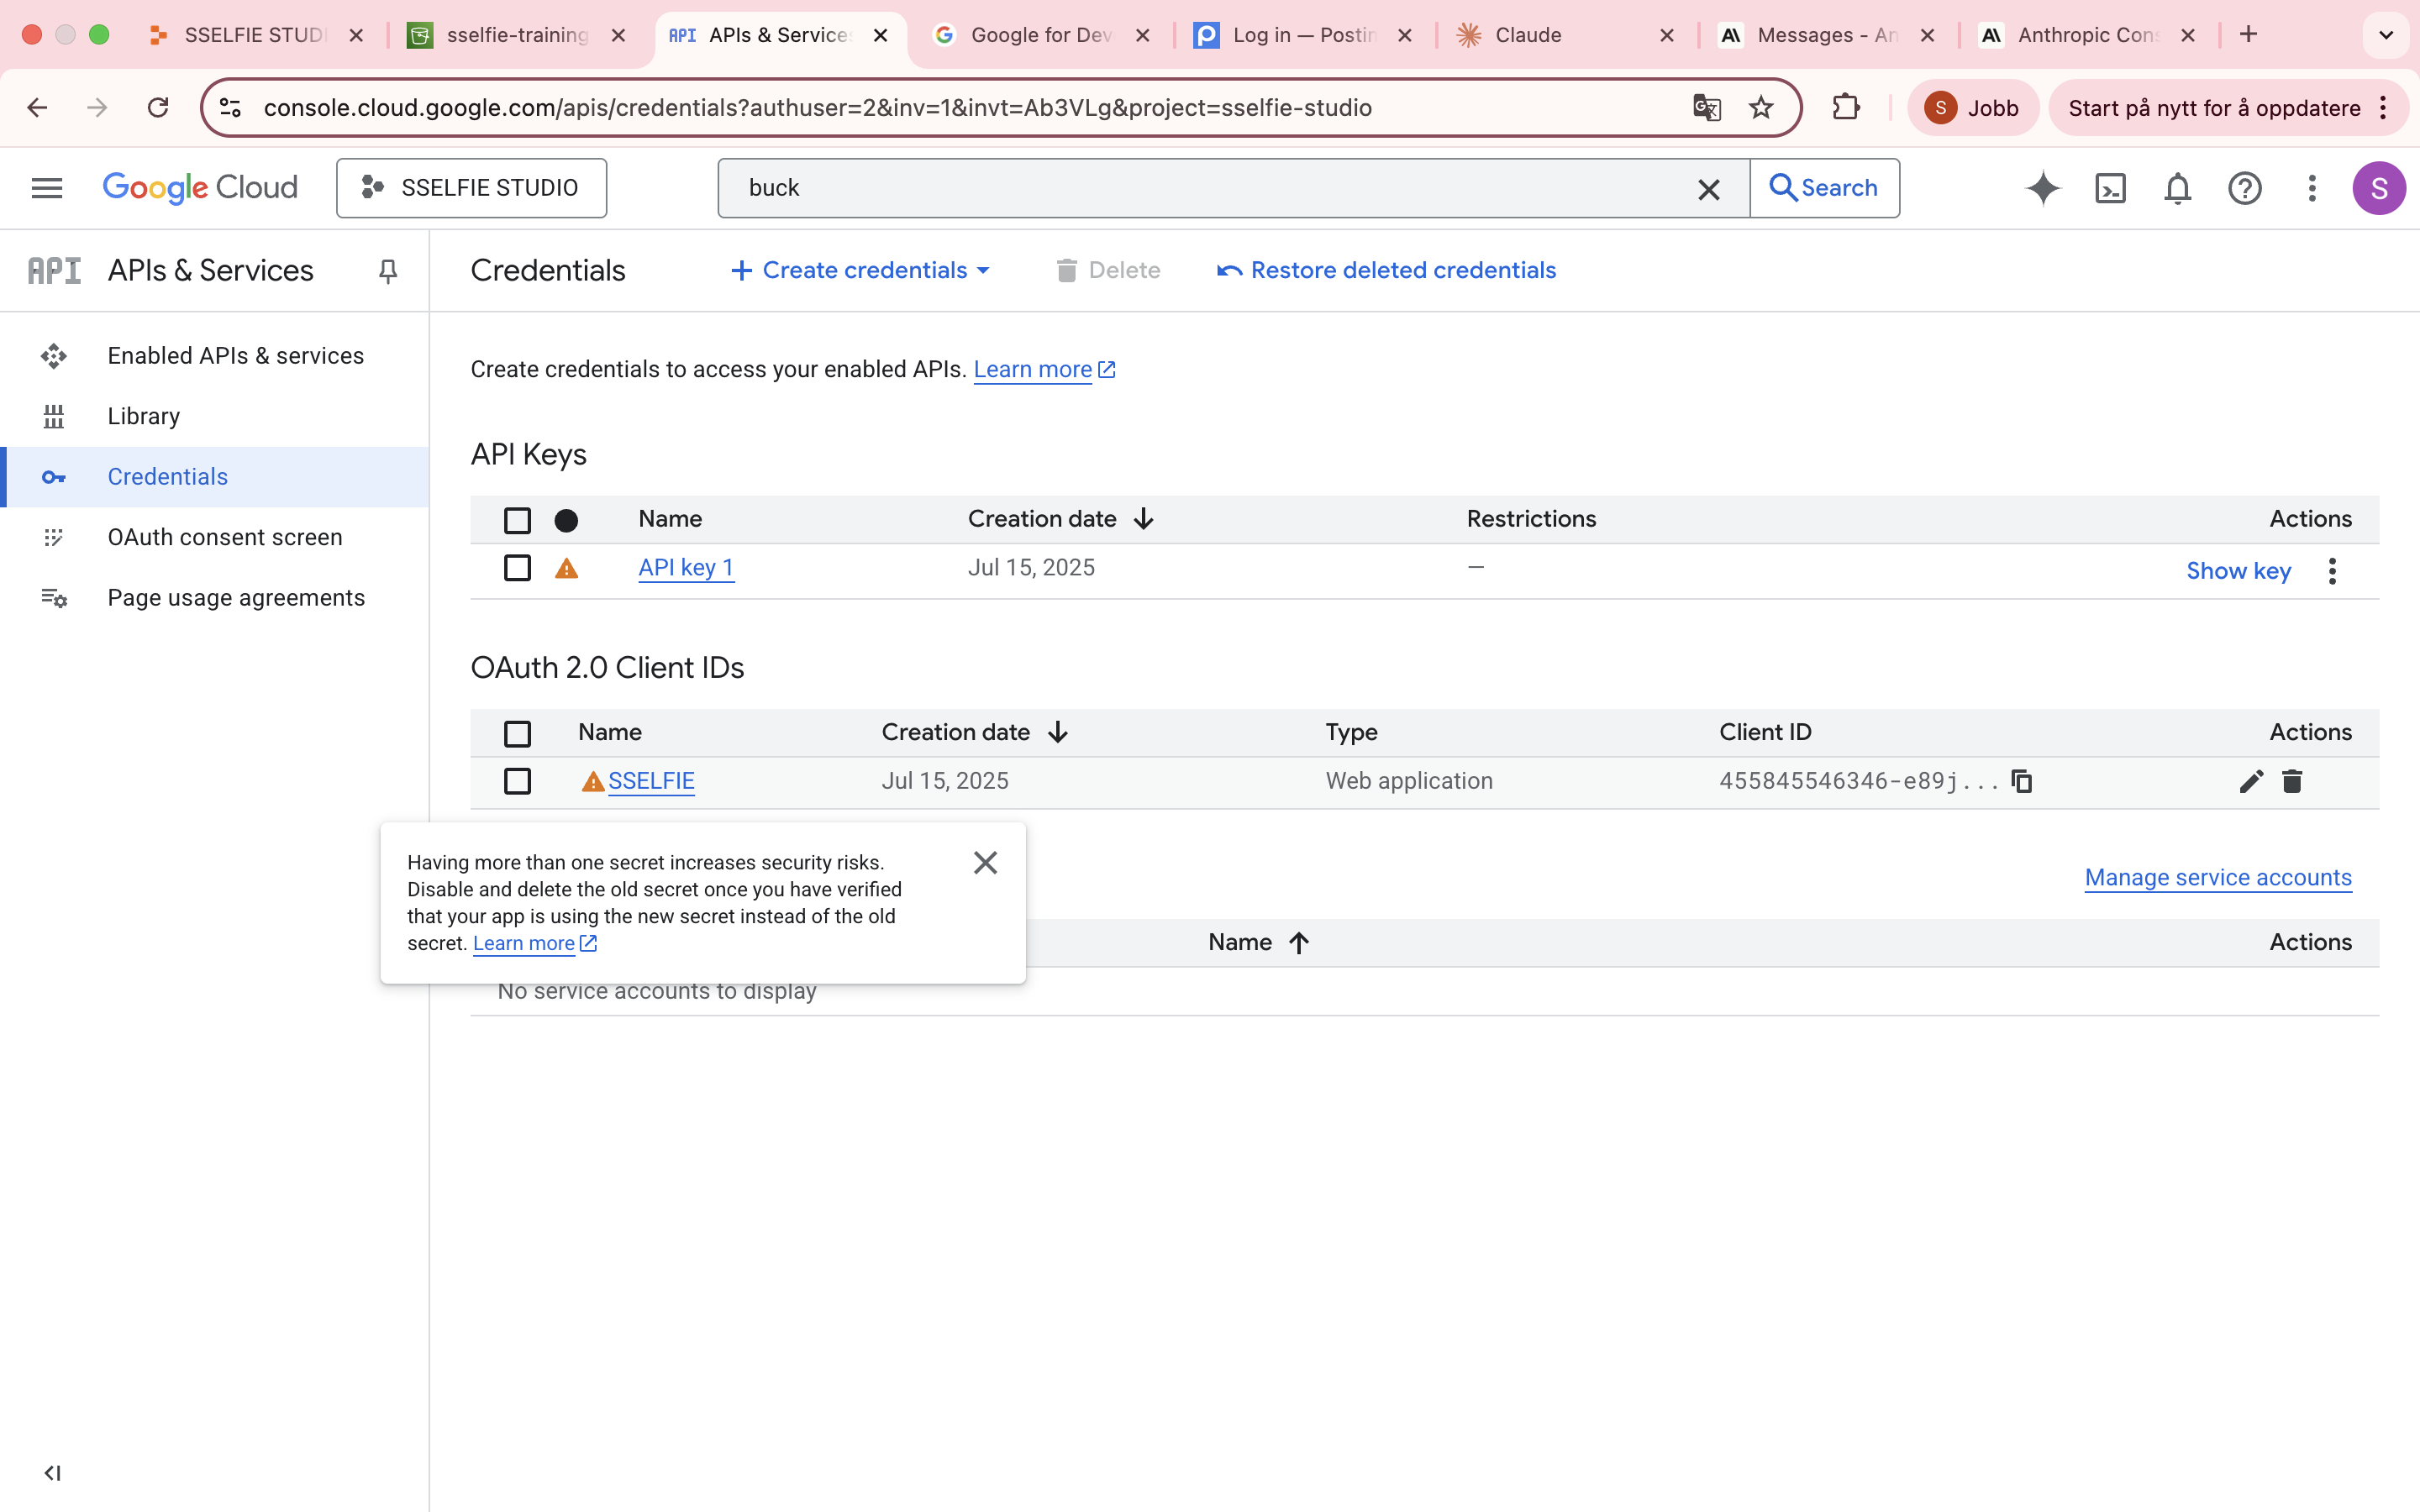 SSELFIE STUD
sselfie-training
API APIs & Service
Google for Dev
Log in — Postin
Claude
Messages - An
Anthropic Con
console.cloud.google.com/apis/credentials?authuser=2&inv=1&invt=Ab3VLg&project=sselfie-studio
S Jobb
Start på nytt for å oppdatere
Google Cloud
SSELFIE STUDIO
buck
Search
S
API APIs & Services
Credentials
Create credentials
Delete
Restore deleted credentials
Enabled APIs & services
Library
Credentials
OAuth consent screen
Page usage agreements
Create credentials to access your enabled APIs. Learn more
API Keys
Name Creation date Restrictions Actions
API key 1 Jul 15, 2025 — Show key
OAuth 2.0 Client IDs
Name Creation date Type Client ID Actions
SSELFIE Jul 15, 2025 Web application 455845546346-e89j...
Having more than one secret increases security risks.
Disable and delete the old secret once you have verified
that your app is using the new secret instead of the old
secret. Learn more
Manage service accounts
Name Actions
No service accounts to display